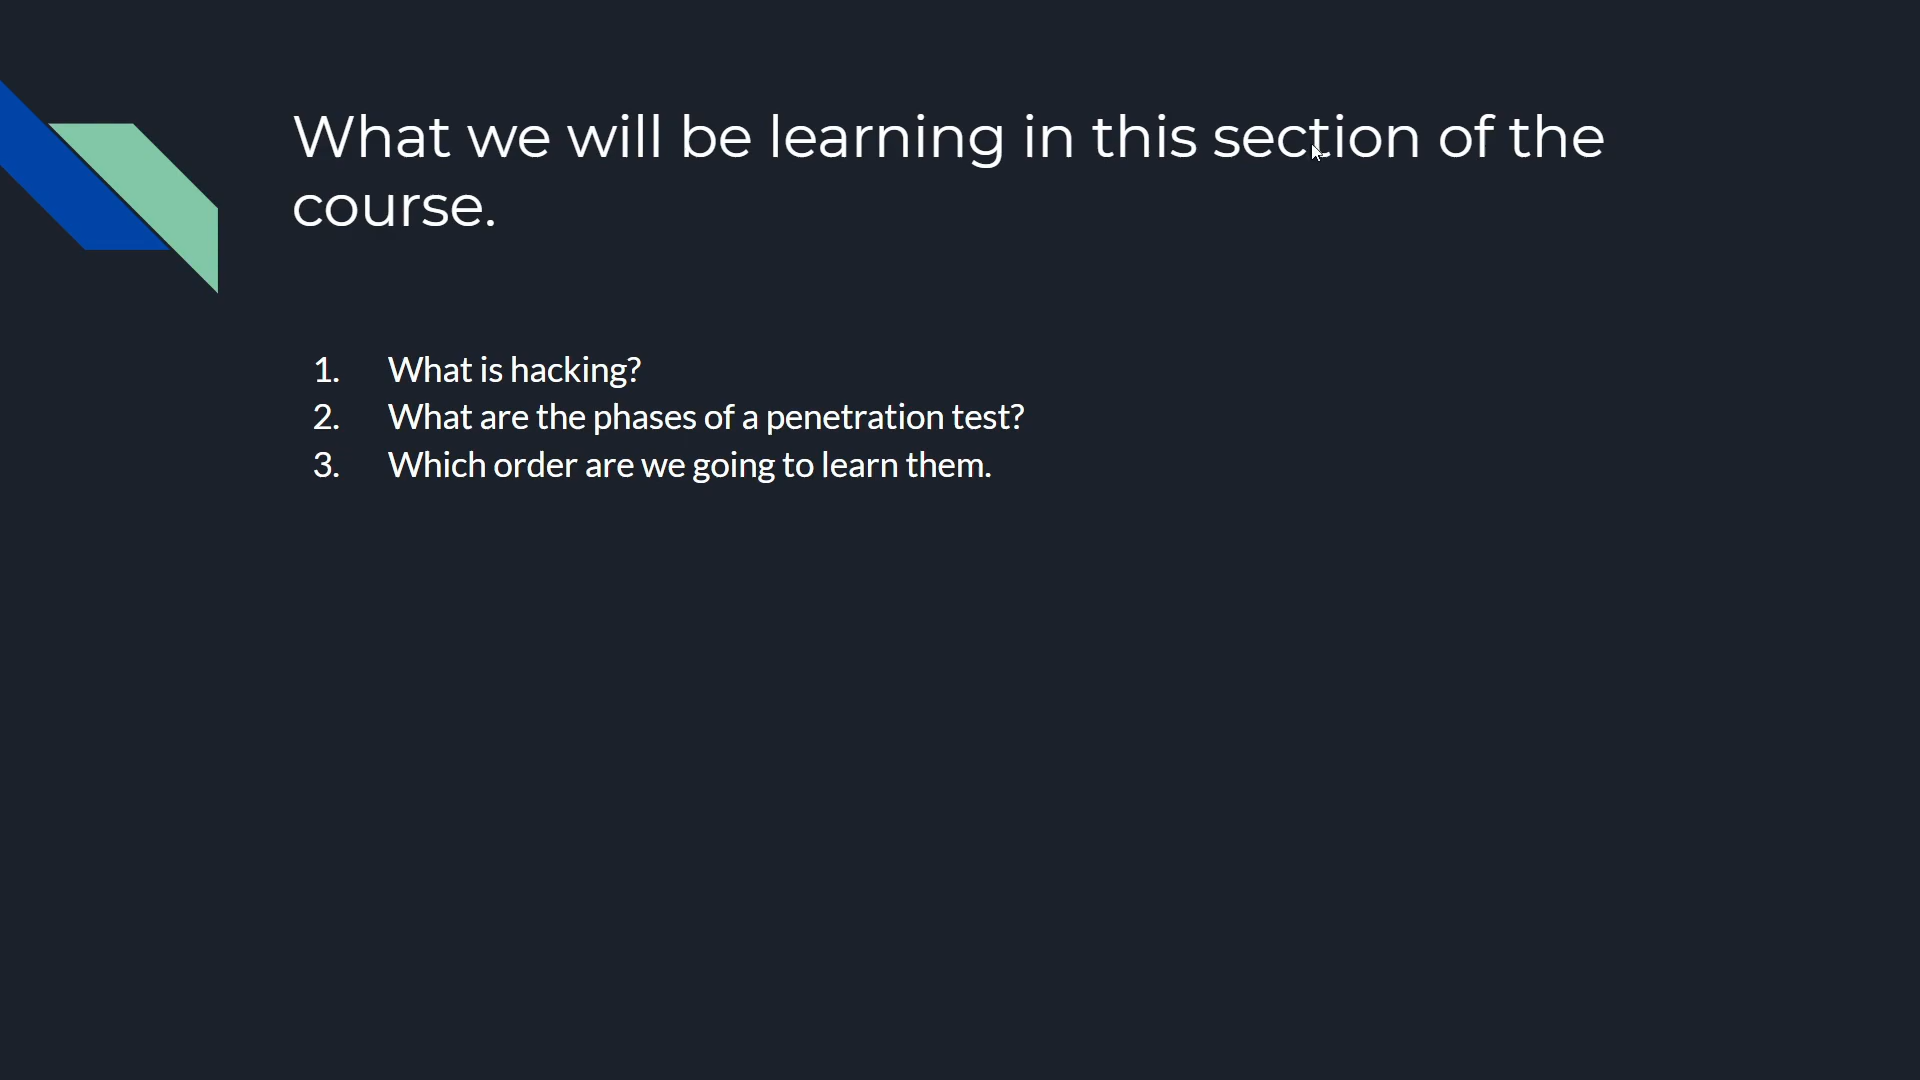 What we will be learning in this section of the
course.
1. What is hacking?
2. What are the phases of a penetration test?
3. Which order are we going to learn them.